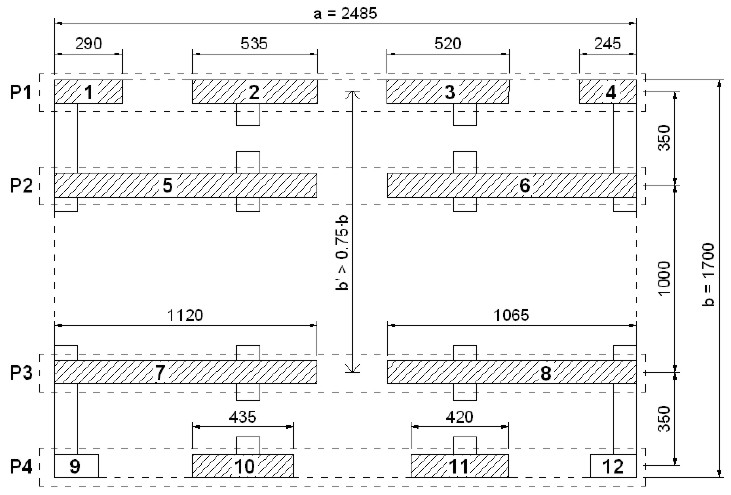 a = 2485
290 535 520 245
P1 1 2 3 4
350
P2 5 6
b' > 0.75·b
1000
b = 1700
1120 1065
P3 7 8
435 420
350
P4 9 10 11 12